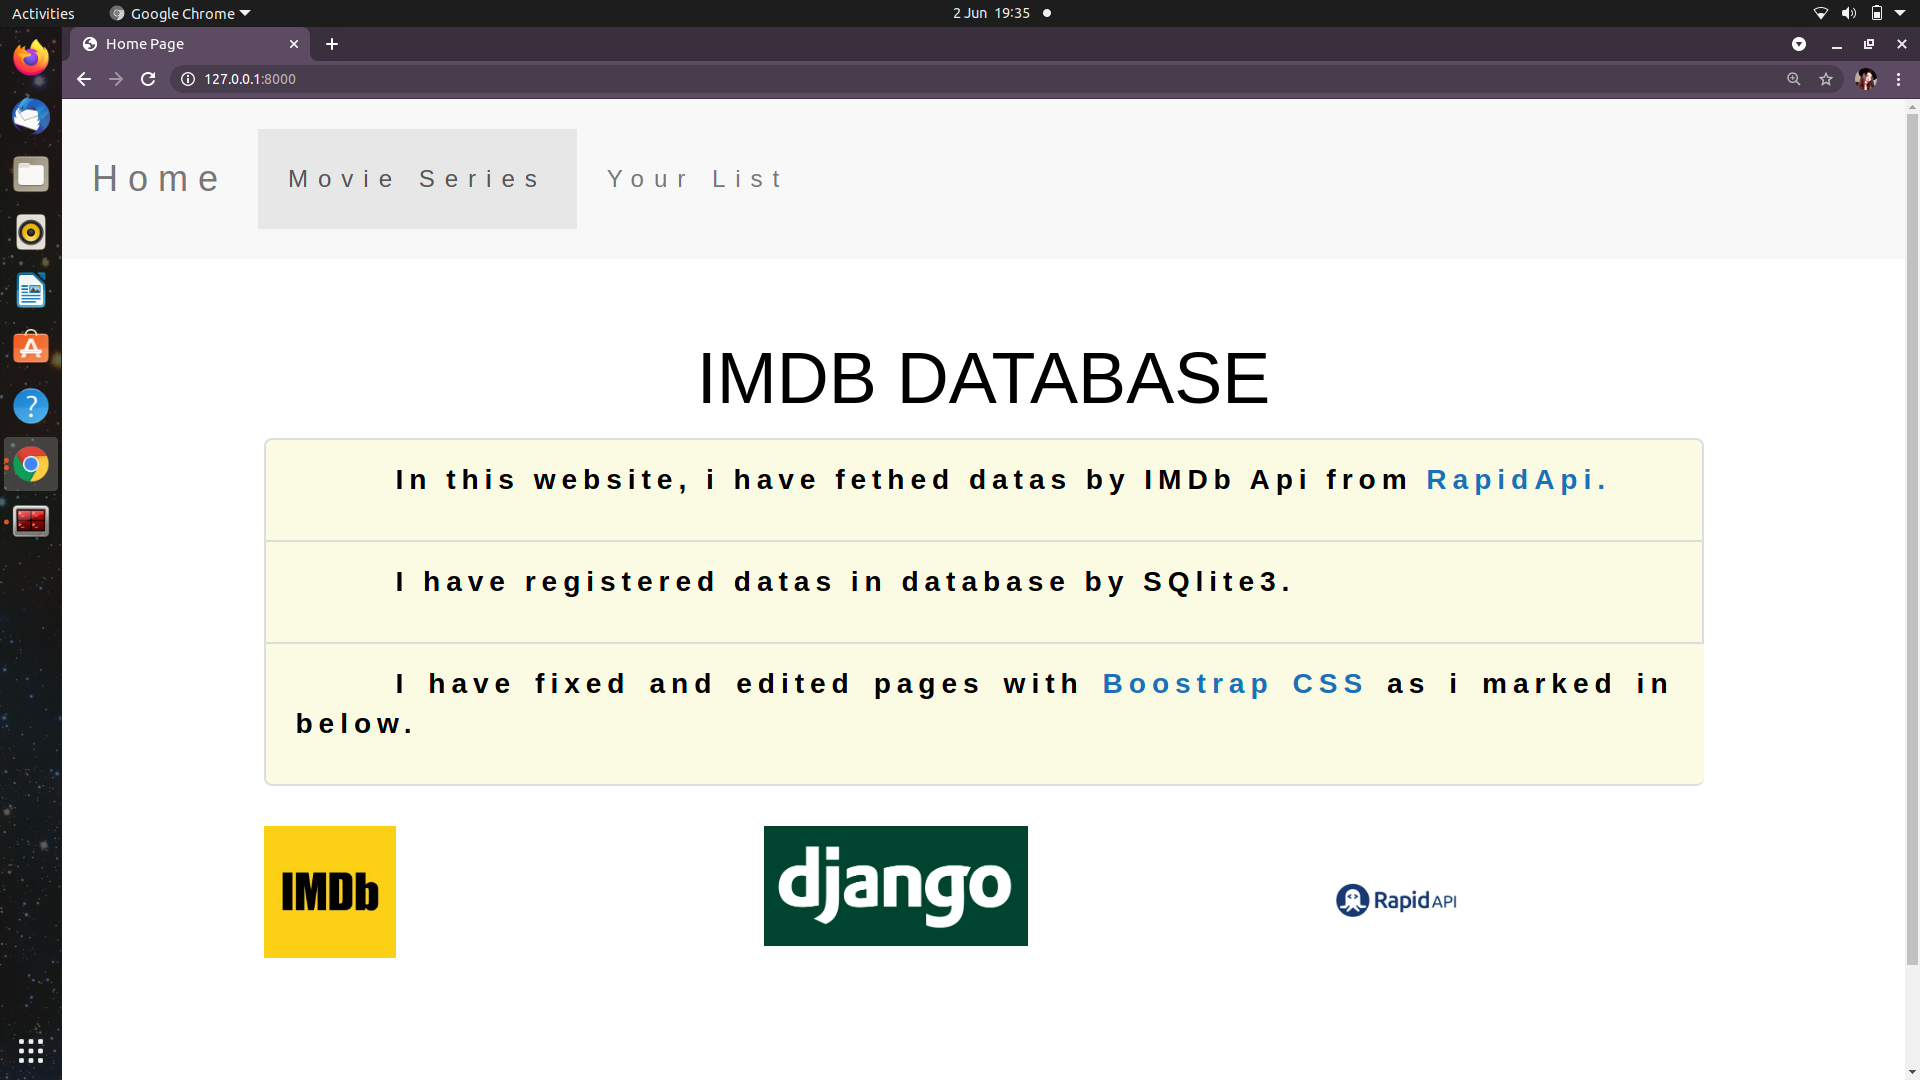 Activities
Google Chrome
2 Jun 19:35
Home Page
127.0.0.1:8000
Home
Movie Series
Your List
IMDB DATABASE
In this website, i have fethed datas by IMDb Api from RapidApi.
I have registered datas in database by SQlite3.
I have fixed and edited pages with Boostrap CSS as i marked in
below.
IMDb
django
Rapid API